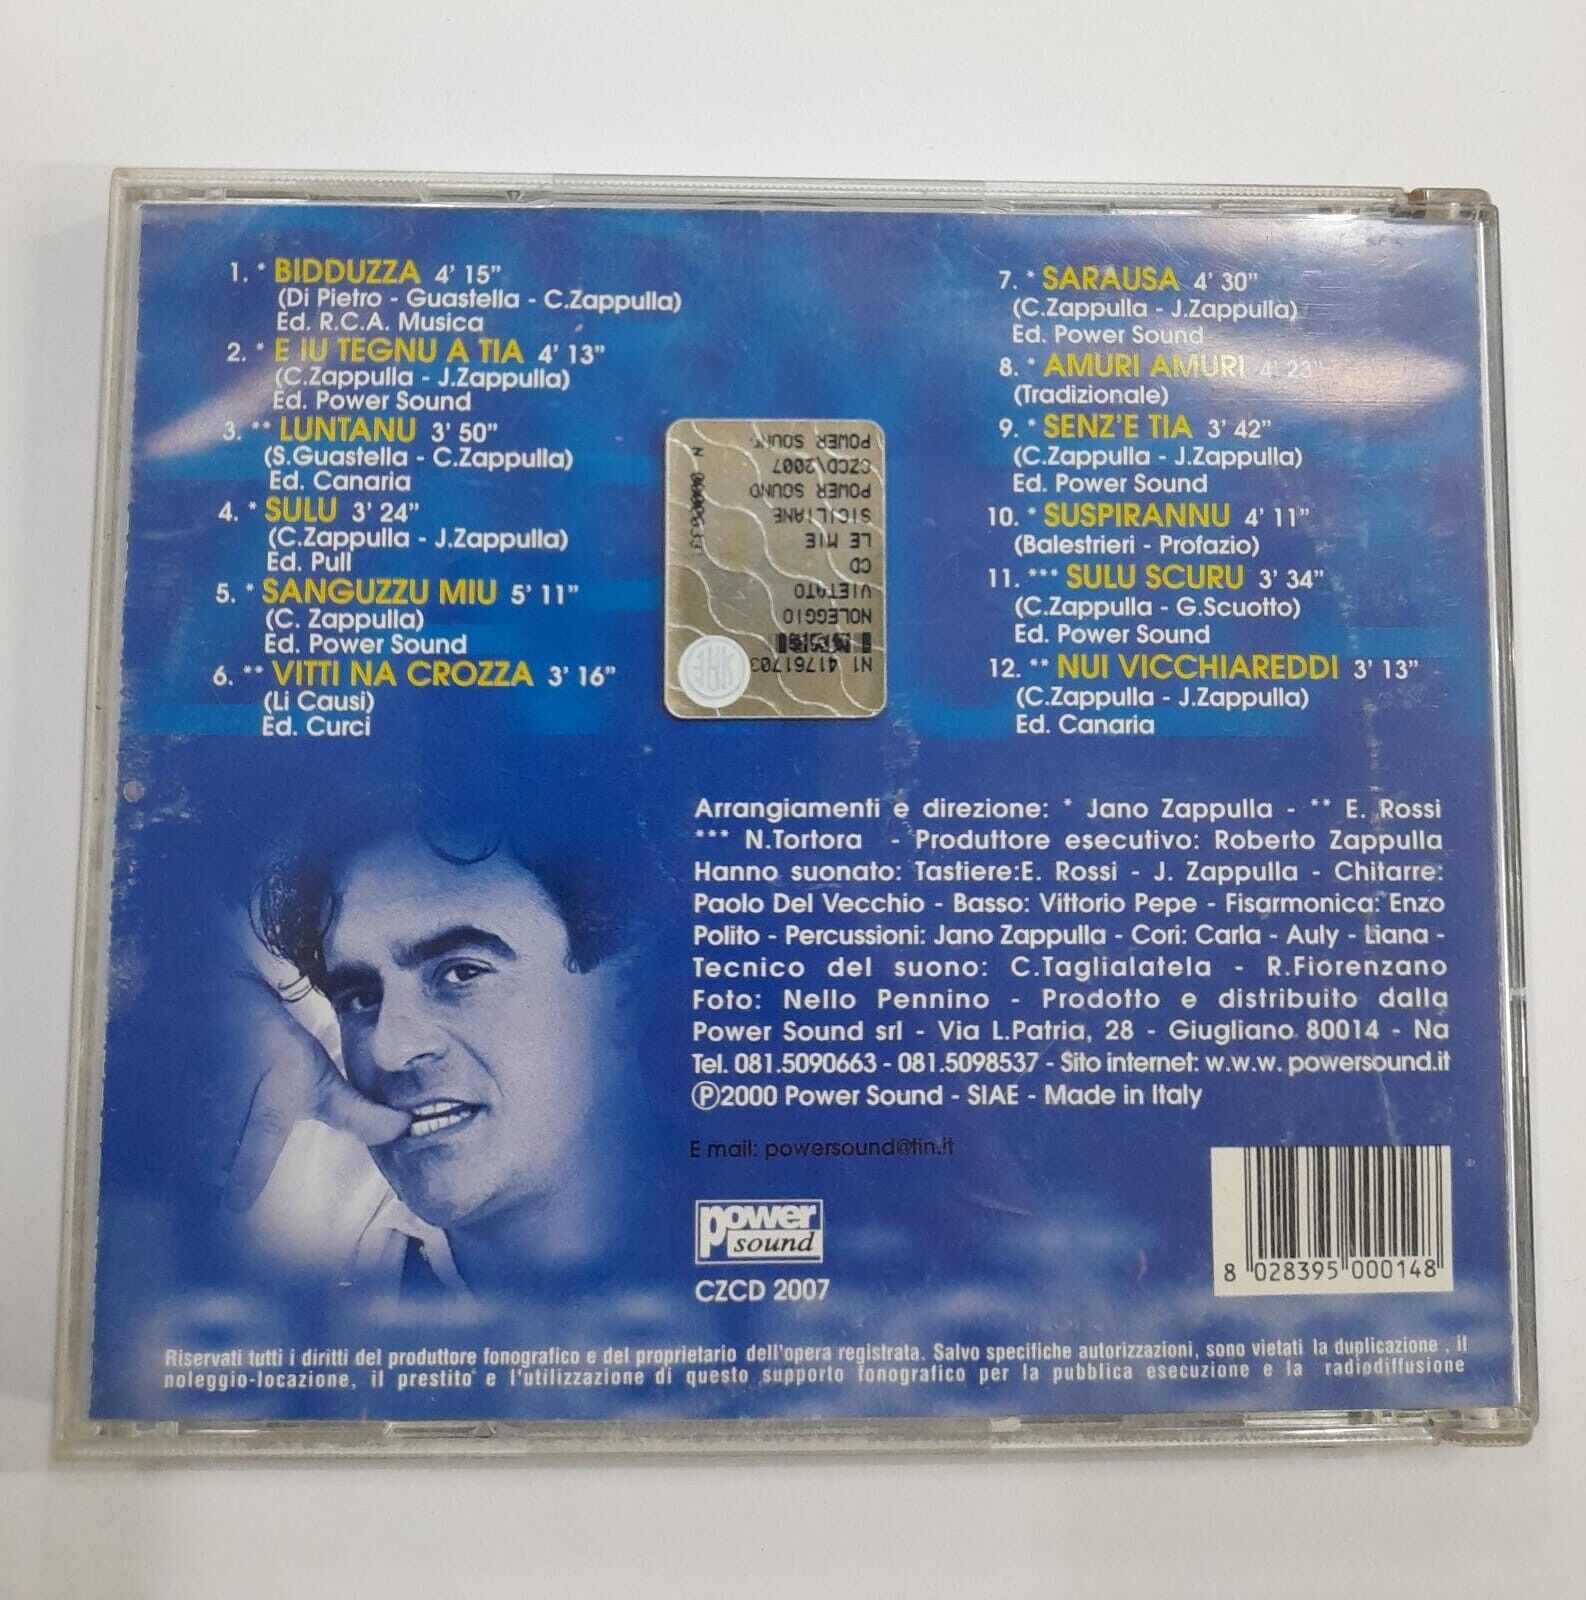 1. * BIDDUZZA 4' 15"
(Di Pietro - Guastella - C.Zappulla)
Ed. R.C.A. Musica
2. * E IU TEGNU A TIA 4' 13"
(C.Zappulla - J.Zappulla)
Ed. Power Sound
3. ** LUNTANU 3' 50"
(S.Guastella - C.Zappulla)
Ed. Canaria
4. * SULU 3' 24"
(C.Zappulla - J.Zappulla)
Ed. Pull
5. * SANGUZZU MIU 5' 11"
(C. Zappulla)
Ed. Power Sound
6. ** VITTI NA CROZZA 3' 16"
(Li Causi)
Ed. Curci
7. * SARAUSA 4' 30"
(C.Zappulla - J.Zappulla)
Ed. Power Sound
8. * AMURI AMURI 4' 23"
(Tradizionale)
9. * SENZ'E TIA 3' 42"
(C.Zappulla - J.Zappulla)
Ed. Power Sound
10. * SUSPIRANNU 4' 11"
(Balestrieri - Profazio)
11. *** SULU SCURU 3' 34"
(C.Zappulla - G.Scuotto)
Ed. Power Sound
12. ** NUI VICCHIAREDDI 3' 13"
(C.Zappulla - J.Zappulla)
Ed. Canaria
N1 41761703
SIAE
NOLEGGIO
VIETATO
CD
LE MIE
SICILIANE
POWER SOUND
CZCD\2007
POWER SOUND
Arrangiamenti e direzione: * Jano Zappulla - ** E. Rossi
*** N.Tortora - Produttore esecutivo: Roberto Zappulla
Hanno suonato: Tastiere:E. Rossi - J. Zappulla - Chitarre:
Paolo Del Vecchio - Basso: Vittorio Pepe - Fisarmonica: Enzo
Polito - Percussioni: Jano Zappulla - Cori: Carla - Auly - Liana -
Tecnico del suono: C.Taglialatela - R.Fiorenzano
Foto: Nello Pennino - Prodotto e distribuito dalla
Power Sound srl - Via L.Patria, 28 - Giugliano 80014 - Na
Tel. 081.5090663 - 081.5098537 - Sito internet: w.w.w. powersound.it
Ⓟ2000 Power Sound - SIAE - Made in Italy
E mail: powersound@tin.it
power
sound
CZCD 2007
8 028395 000148
Riservati tutti i diritti del produttore fonografico e del proprietario dell'opera registrata. Salvo specifiche autorizzazioni, sono vietati la duplicazione , il
noleggio-locazione, il prestito e l'utilizzazione di questo supporto fonografico per la pubblica esecuzione e la radiodiffusione